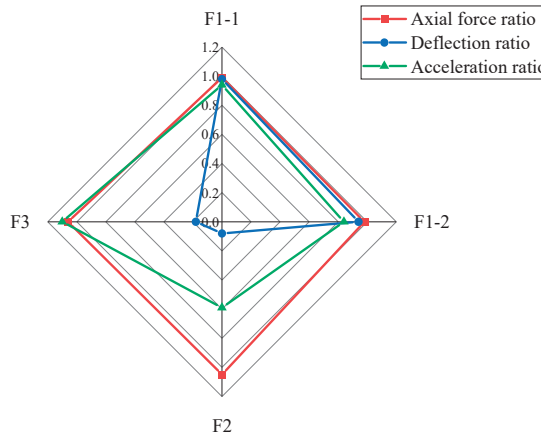 F1-1
Axial force ratio
Deflection ratio
Acceleration ratio
1.2
1.0
0.8
0.6
0.4
0.2
0.0
F3
F1-2
F2